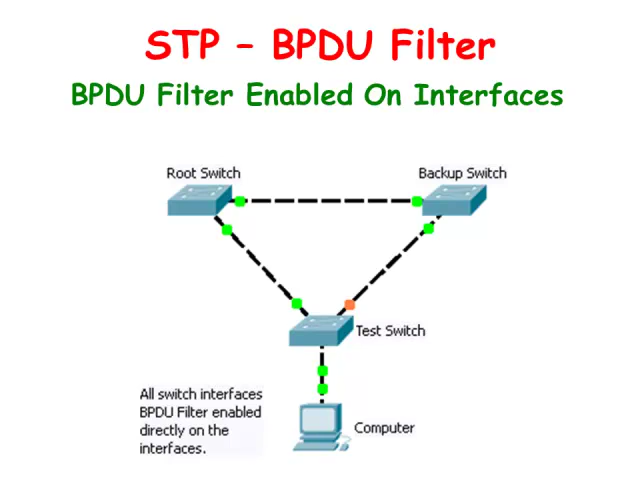 STP – BPDU Filter
BPDU Filter Enabled On Interfaces
Root Switch
Backup Switch
Test Switch
All switch interfaces
BPDU Filter enabled
directly on the
interfaces.
Computer